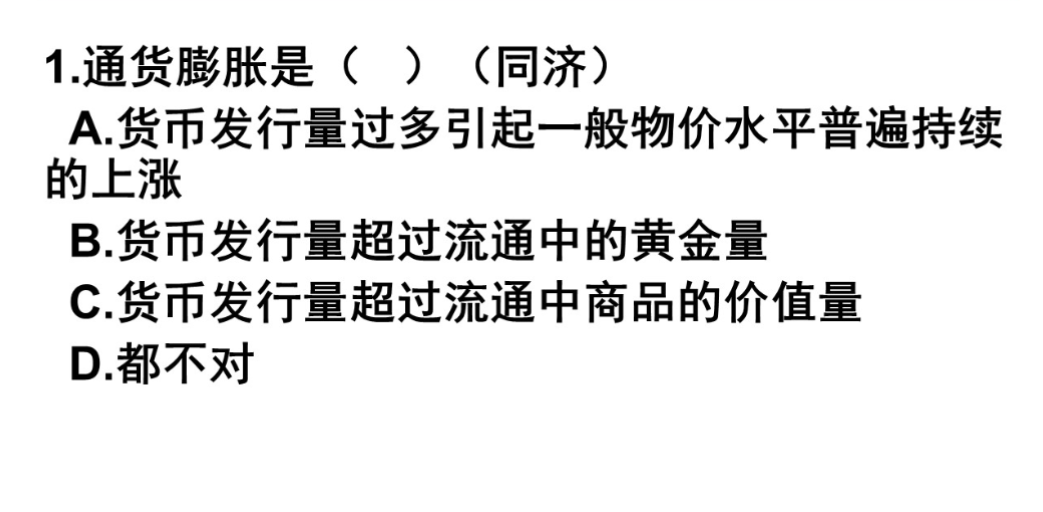 1.通货膨胀是（　）（同济）
A.货币发行量过多引起一般物价水平普遍持续
的上涨
B.货币发行量超过流通中的黄金量
C.货币发行量超过流通中商品的价值量
D.都不对